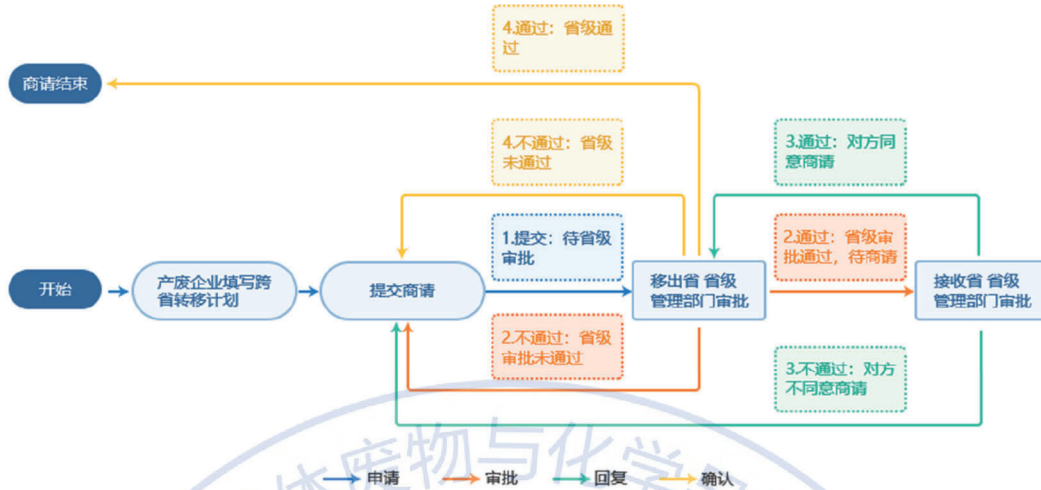 4.通过：省级通
过
商请结束
4.不通过：省级
未通过
3.通过：对方同
意商请
1.提交：待省级
审批
2.通过：省级审
批通过，待商请
开始
产废企业填写跨
省转移计划
提交商请
移出省 省级
管理部门审批
接收省 省级
管理部门审批
2.不通过：省级
审批未通过
3.不通过：对方
不同意商请
体废物与化学
申请
审批
回复
确认